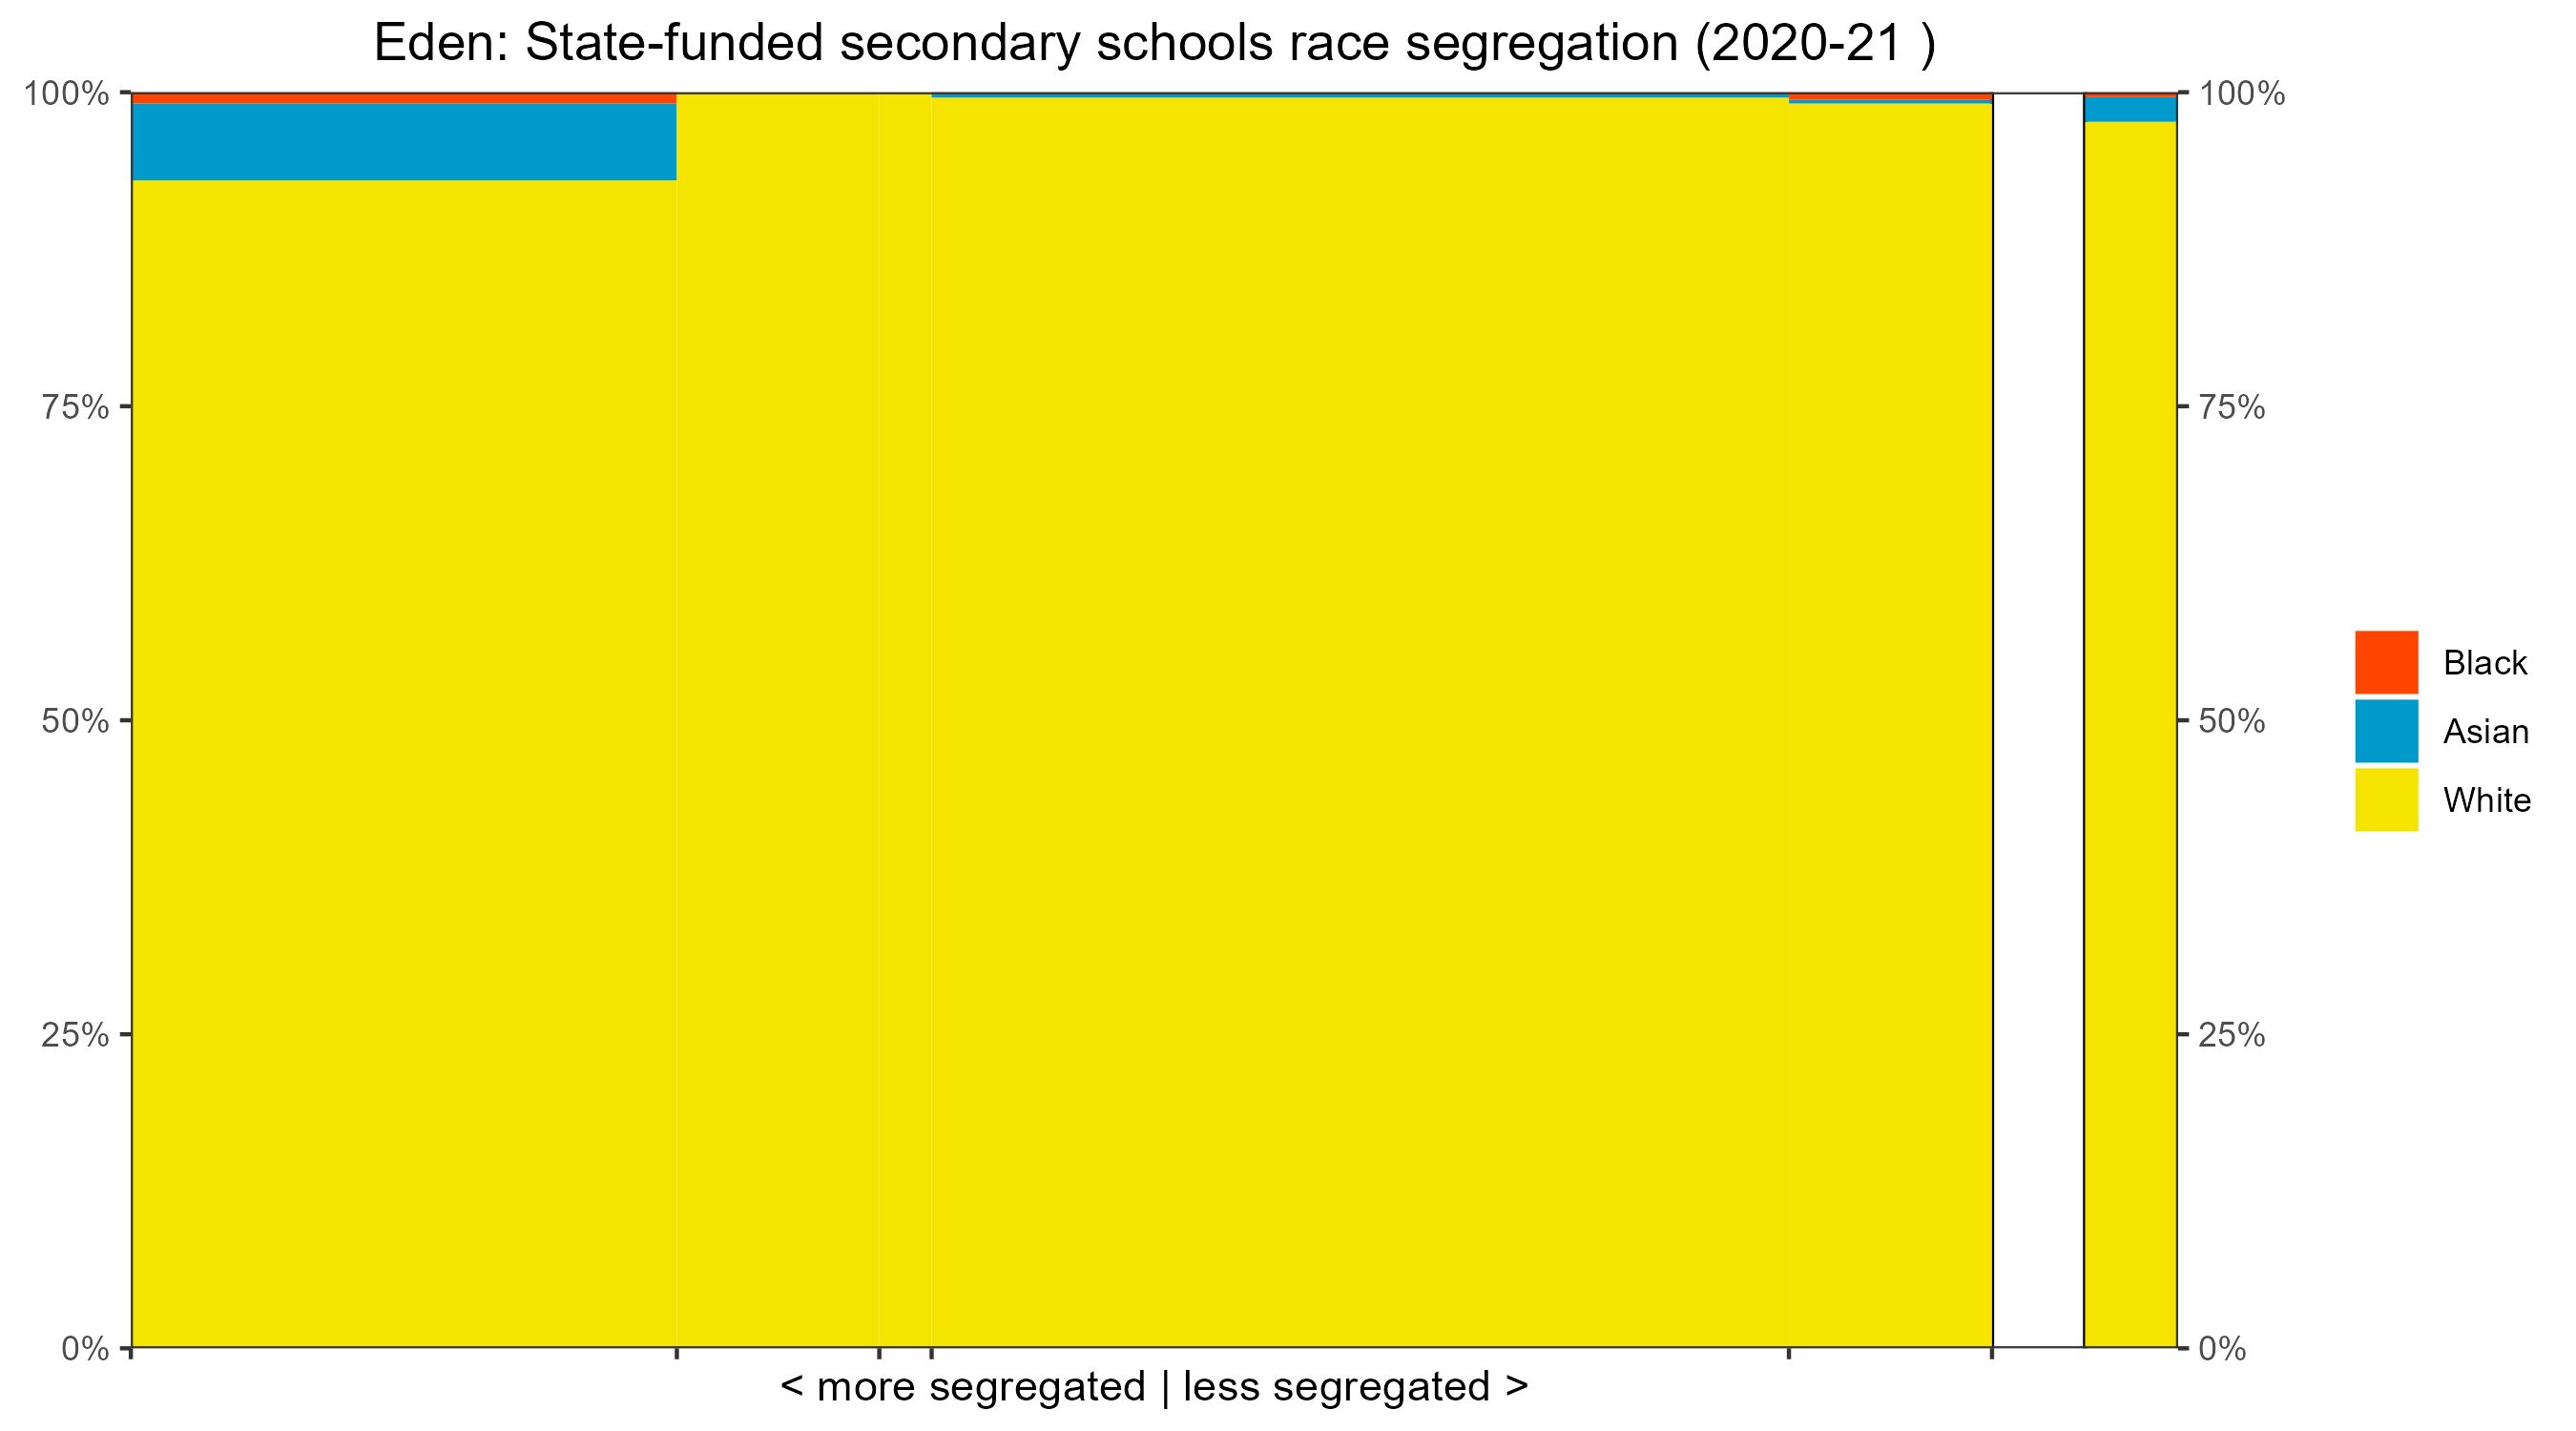 Eden: State-funded secondary schools race segregation (2020-21 )
100%
100%
75%
75%
50%
50%
25%
25%
0%
0%
Black
Asian
White
< more segregated | less segregated >